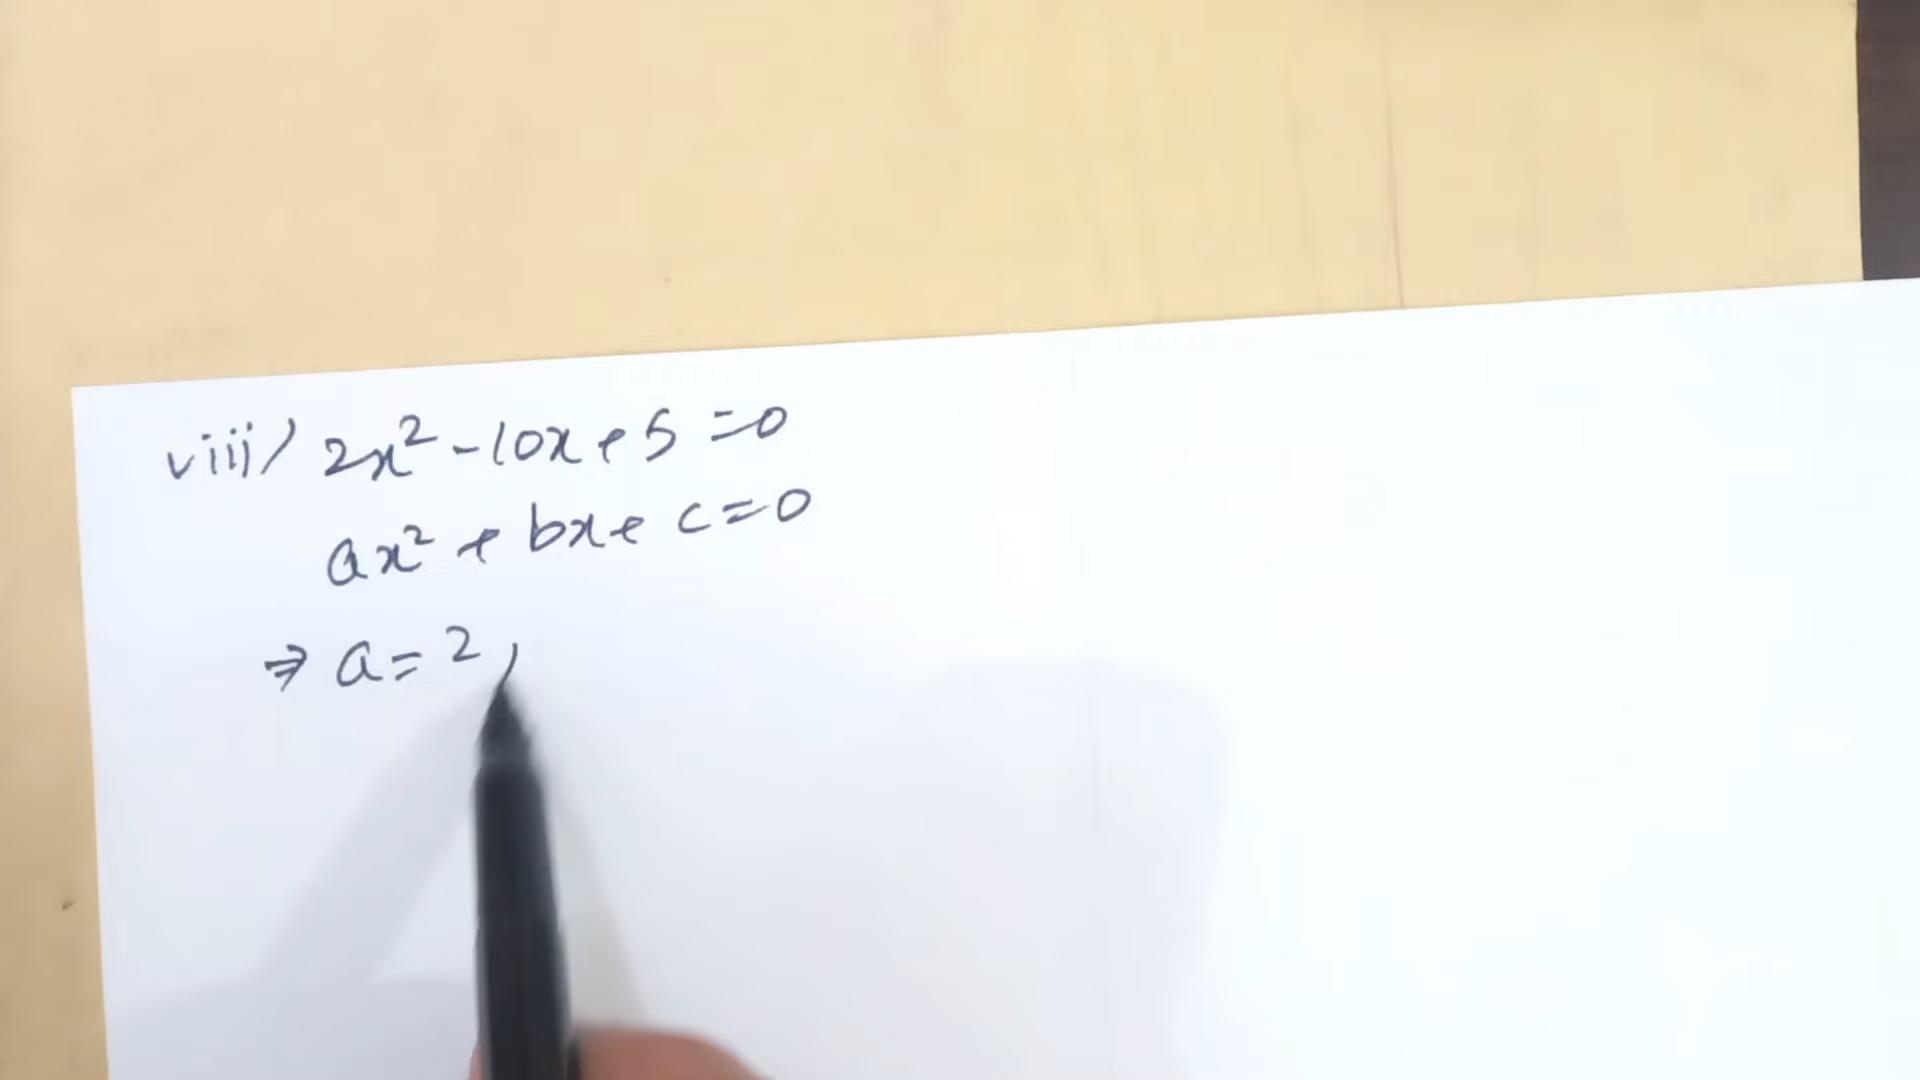 viii) 2x² - 10x + 5 = 0
ax² + bx + c = 0
⇒ a = 2,